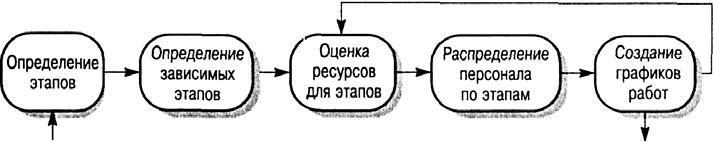 Определение
этапов
Определение
зависимых
этапов
Оценка
ресурсов
для этапов
Распределение
персонала
по этапам
Создание
графиков
работ